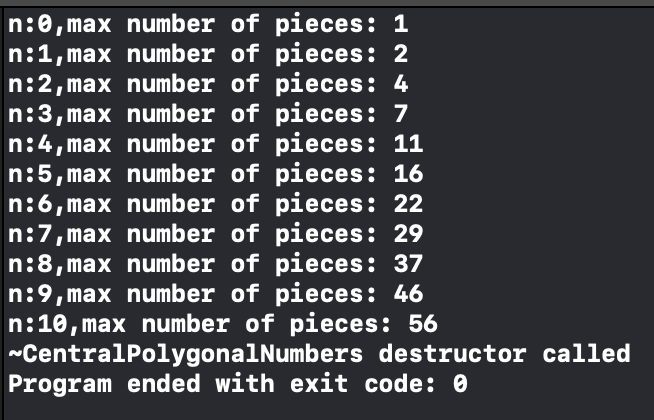 n:0,max number of pieces: 1
n:1,max number of pieces: 2
n:2,max number of pieces: 4
n:3,max number of pieces: 7
n:4,max number of pieces: 11
n:5,max number of pieces: 16
n:6,max number of pieces: 22
n:7,max number of pieces: 29
n:8,max number of pieces: 37
n:9,max number of pieces: 46
n:10,max number of pieces: 56
~CentralPolygonalNumbers destructor called
Program ended with exit code: 0